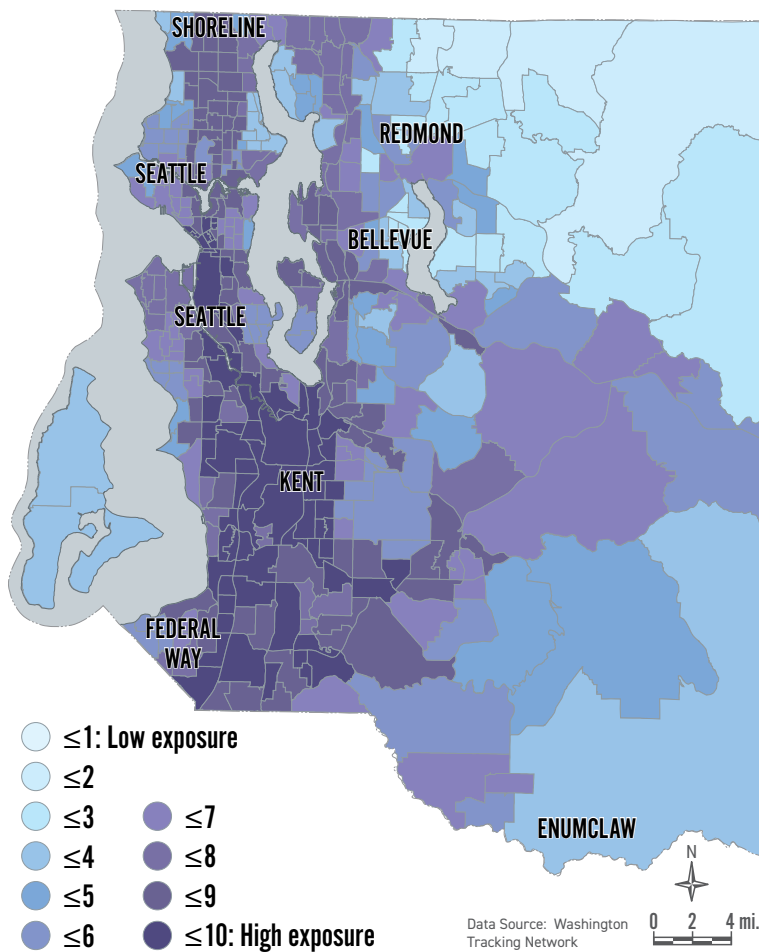 SHORELINE
REDMOND
SEATTLE
BELLEVUE
SEATTLE
KENT
FEDERAL
WAY
ENUMCLAW
≤1: Low exposure
≤2
≤3
≤4
≤5
≤6
≤7
≤8
≤9
≤10: High exposure
Data Source: Washington
Tracking Network
N
0 2 4 mi.